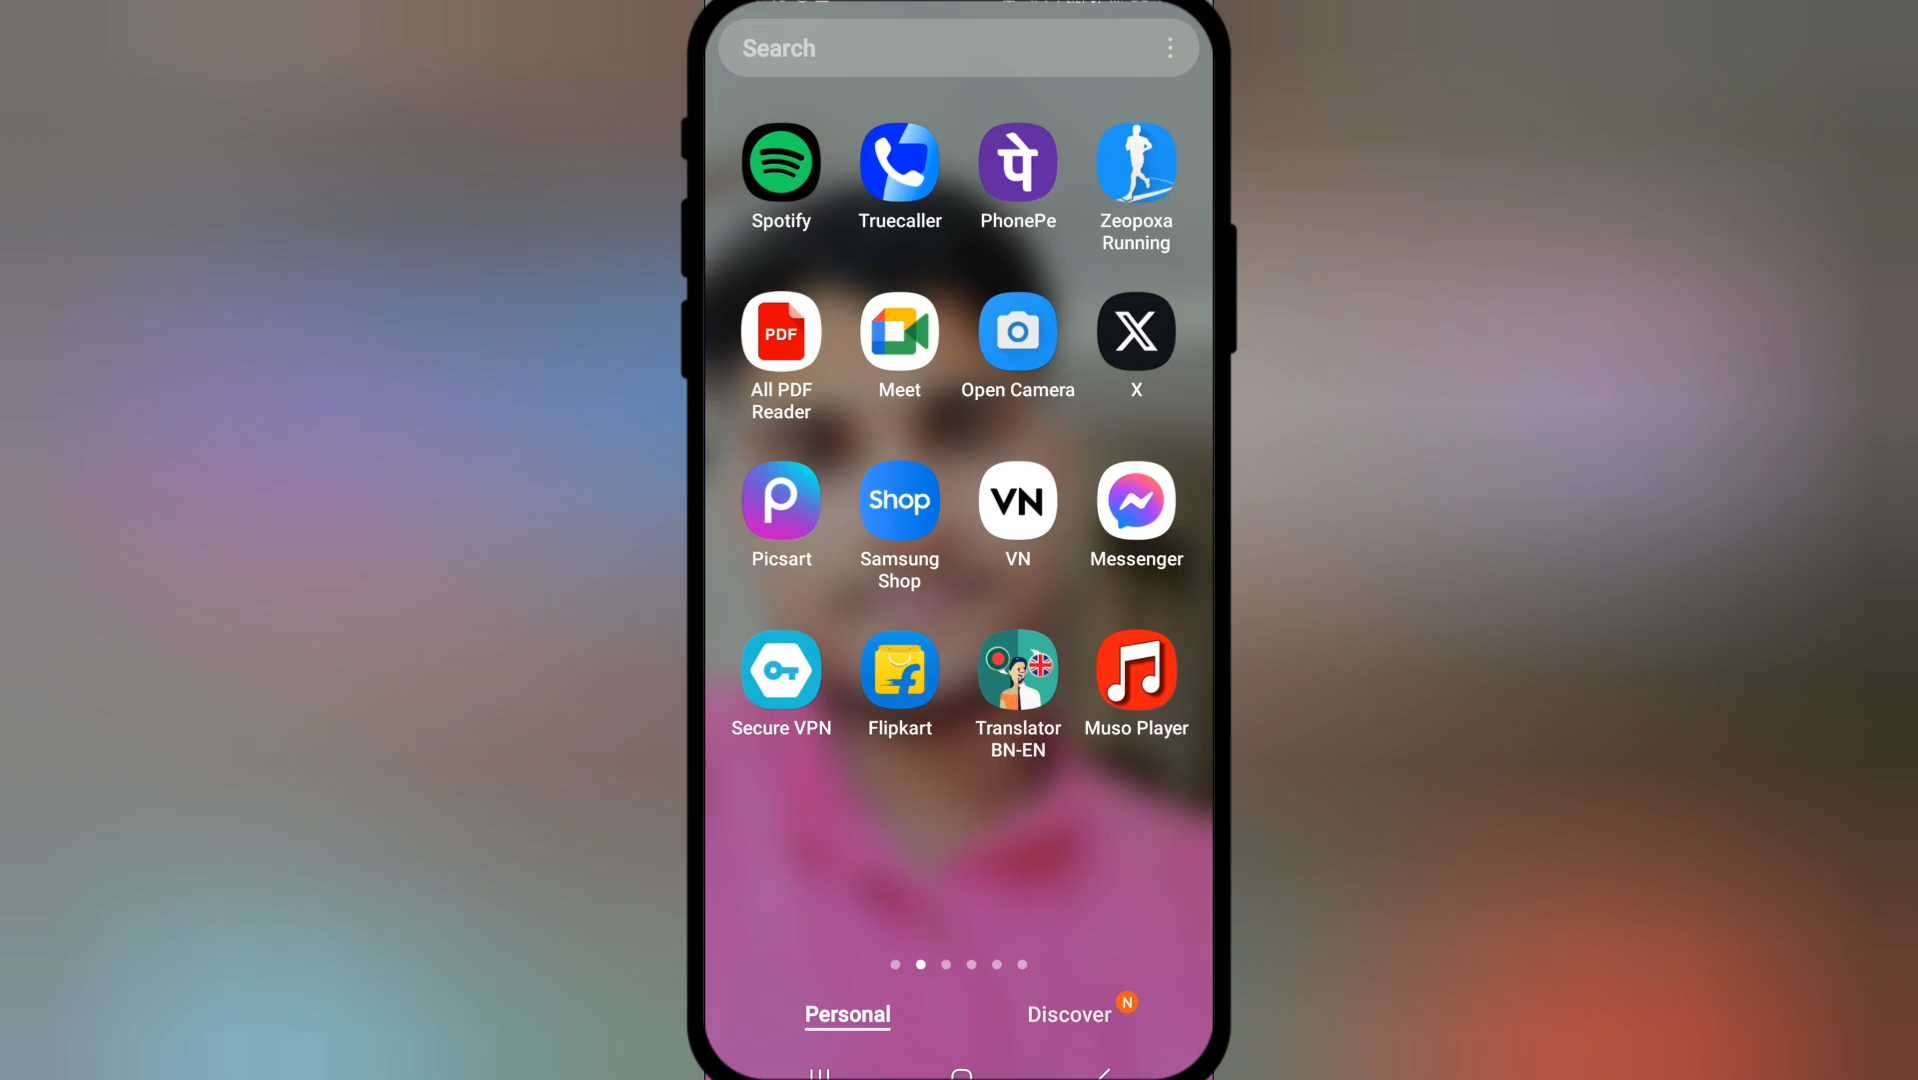 Search
Spotify
Truecaller
पे
PhonePe
Zeopoxa
Running
PDF
All PDF
Reader
Meet
Open Camera
X
X
Picsart
Shop
Samsung
Shop
VN
VN
Messenger
Secure VPN
Flipkart
Translator
BN-EN
Muso Player
Personal
Discover
N